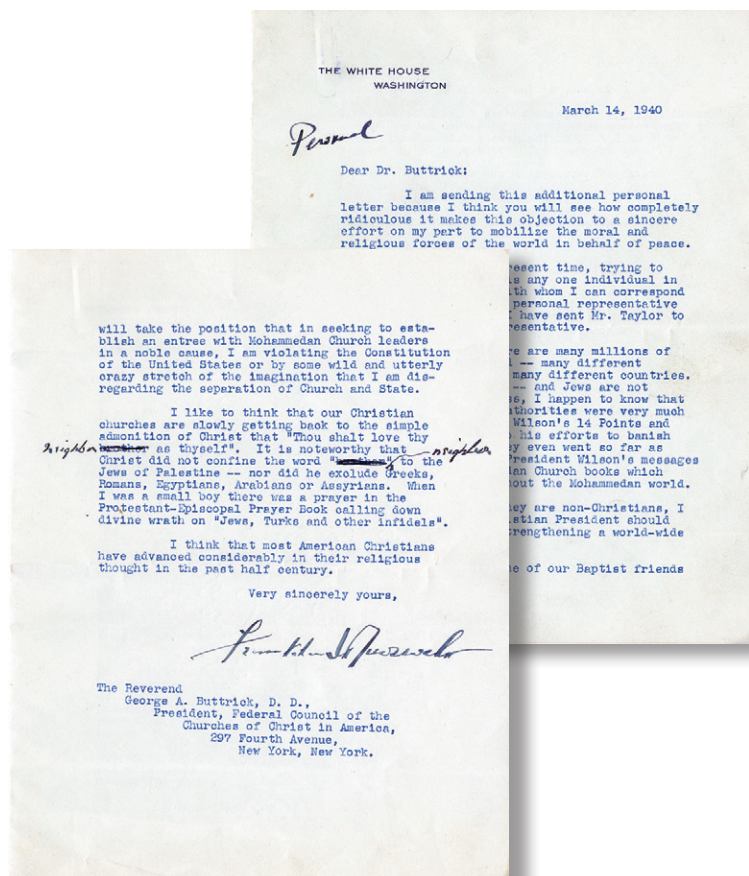 THE WHITE HOUSE
WASHINGTON
March 14, 1940
Personal
Dear Dr. Buttrick:
I am sending this additional personal
letter because I think you will see how completely
ridiculous it makes this objection to a sincere
effort on my part to mobilize the moral and
religious forces of the world in behalf of peace.
resent time, trying to
s any one individual in
ith whom I can correspond
personal representative
I have sent Mr. Taylor to
resentative.
re are many millions of
-- many different
many different countries.
-- and Jews are not
ss, I happen to know that
thorities were very much
Wilson's 14 Points and
his efforts to banish
ey even went so far as
resident Wilson's messages
an Church books which
out the Mohammedan world.
ey are non-Christians, I
stian President should
rengthening a world-wide
e of our Baptist friends
will take the position that in seeking to esta-
blish an entree with Mohammedan Church leaders
in a noble cause, I am violating the Constitution
of the United States or by some wild and utterly
crazy stretch of the imagination that I am dis-
regarding the separation of Church and State.
I like to think that our Christian
churches are slowly getting back to the simple
admonition of Christ that "Thou shalt love thy
neighbor brother as thyself". It is noteworthy that neighbor
Christ did not confine the word "brother" to the
Jews of Palestine -- nor did he exclude Greeks,
Romans, Egyptians, Arabians or Assyrians. When
I was a small boy there was a prayer in the
Protestant-Episcopal Prayer Book calling down
divine wrath on "Jews, Turks and other infidels".
I think that most American Christians
have advanced considerably in their religious
thought in the past half century.
Very sincerely yours,
Franklin D Roosevelt
The Reverend
George A. Buttrick, D. D.,
President, Federal Council of the
Churches of Christ in America,
297 Fourth Avenue,
New York, New York.